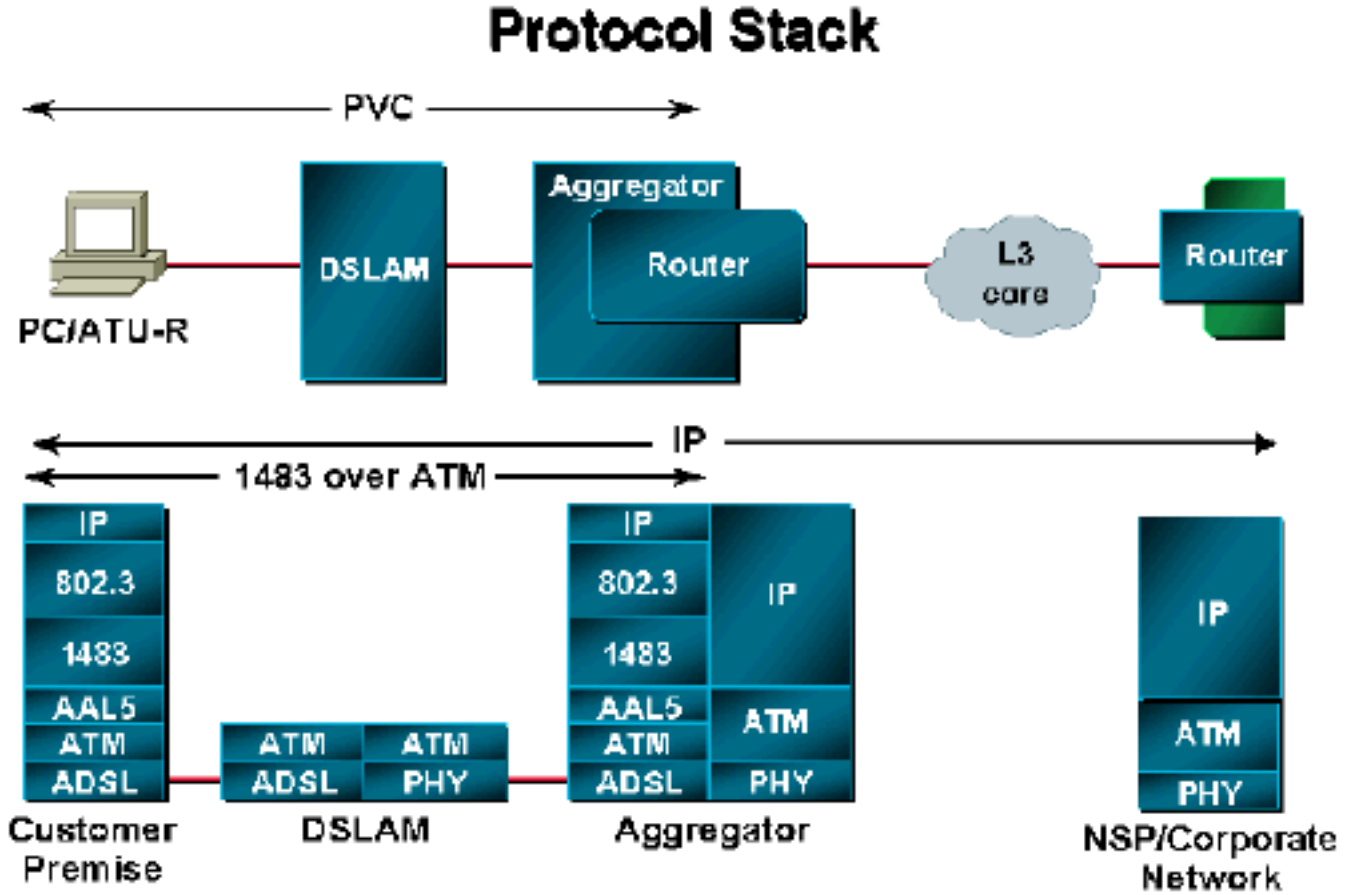 Protocol Stack
PVC
Aggregator
DSLAM
Router
L3
core
Router
PC/ATU-R
IP
1483 over ATM
IP
802.3
1483
AAL5
ATM
ADSL
ATM
ATM
ADSL
PHY
IP
802.3
1483
AAL5
ATM
ADSL
IP
ATM
PHY
IP
ATM
PHY
Customer
Premise
DSLAM
Aggregator
NSP/Corporate
Network